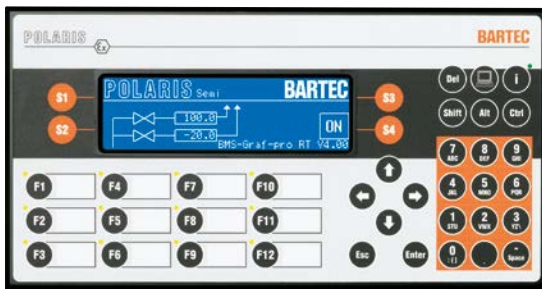 POLARIS Ex BARTEC
Del i
S1 POLARIS Semi BARTEC S3
100.0 Shift Alt Ctrl
S2 -20.0 ON S4
BMS-Graf-pro RT V4.00
7 8 9
ABC DEF GHI
F1 F4 F7 F10
4 5 6
JKL MNO PQR
F2 F5 F8 F11
1 2 3
STU VWX YZ\
F3 F6 F9 F12 Esc Enter
0 . -
:() Space